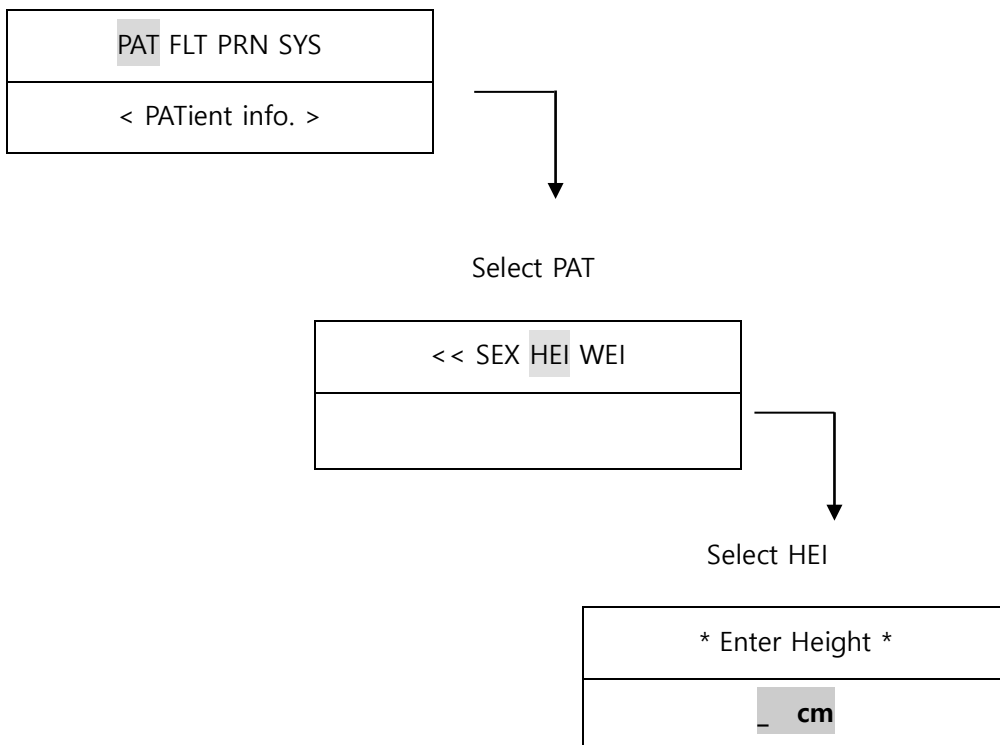 PAT FLT PRN SYS
< PATient info. >
Select PAT
<< SEX HEI WEI
Select HEI
* Enter Height *
_ cm